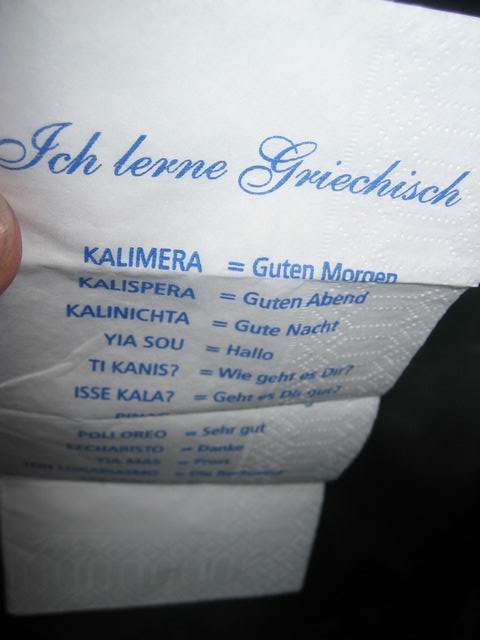 Ich lerne Griechisch
KALIMERA = Guten Morgen
KALISPERA = Guten Abend
KALINICHTA = Gute Nacht
YIA SOU = Hallo
TI KANIS? = Wie geht es Dir?
ISSE KALA? = Geht es Dir gut?
POLI OREO = Sehr gut
EFCHARISTO = Danke
YIA MAS = Prost